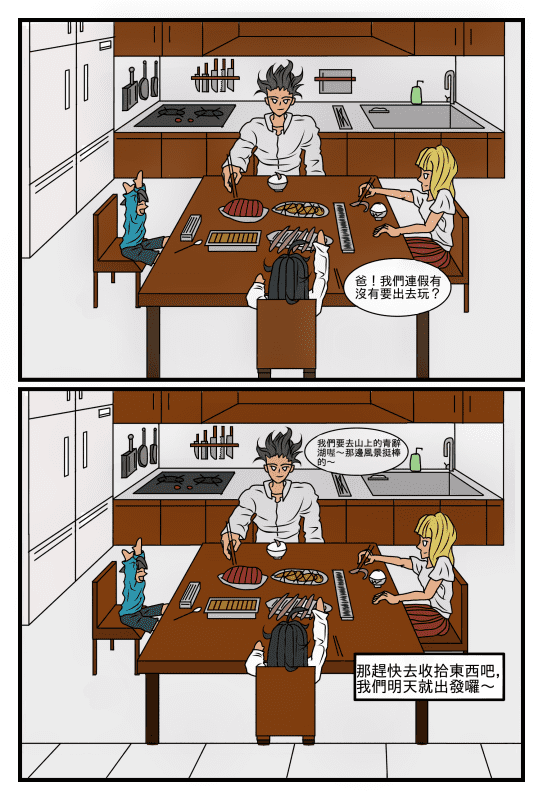 爸！我們連假有
沒有要出去玩？
我們要去山上的青辭
湖喔～那邊風景挺棒
的～
那趕快去收拾東西吧,
我們明天就出發囉～